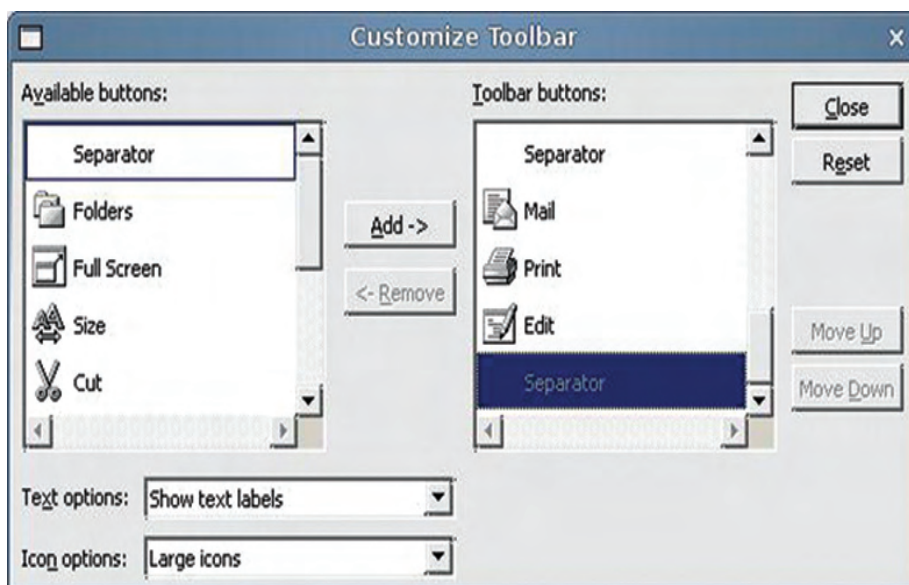 Customize Toolbar
Available buttons:
Separator
Folders
Full Screen
Size
Cut
Add ->
<- Remove
Toolbar buttons:
Separator
Mail
Print
Edit
Separator
Close
Reset
Move Up
Move Down
Text options: Show text labels
Icon options: Large icons